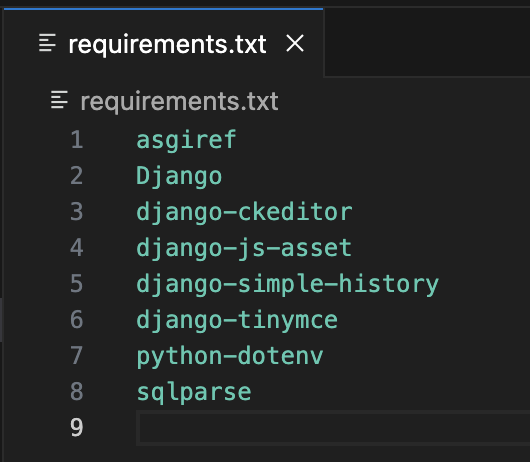 requirements.txt
requirements.txt
1 asgiref
2 Django
3 django-ckeditor
4 django-js-asset
5 django-simple-history
6 django-tinymce
7 python-dotenv
8 sqlparse
9